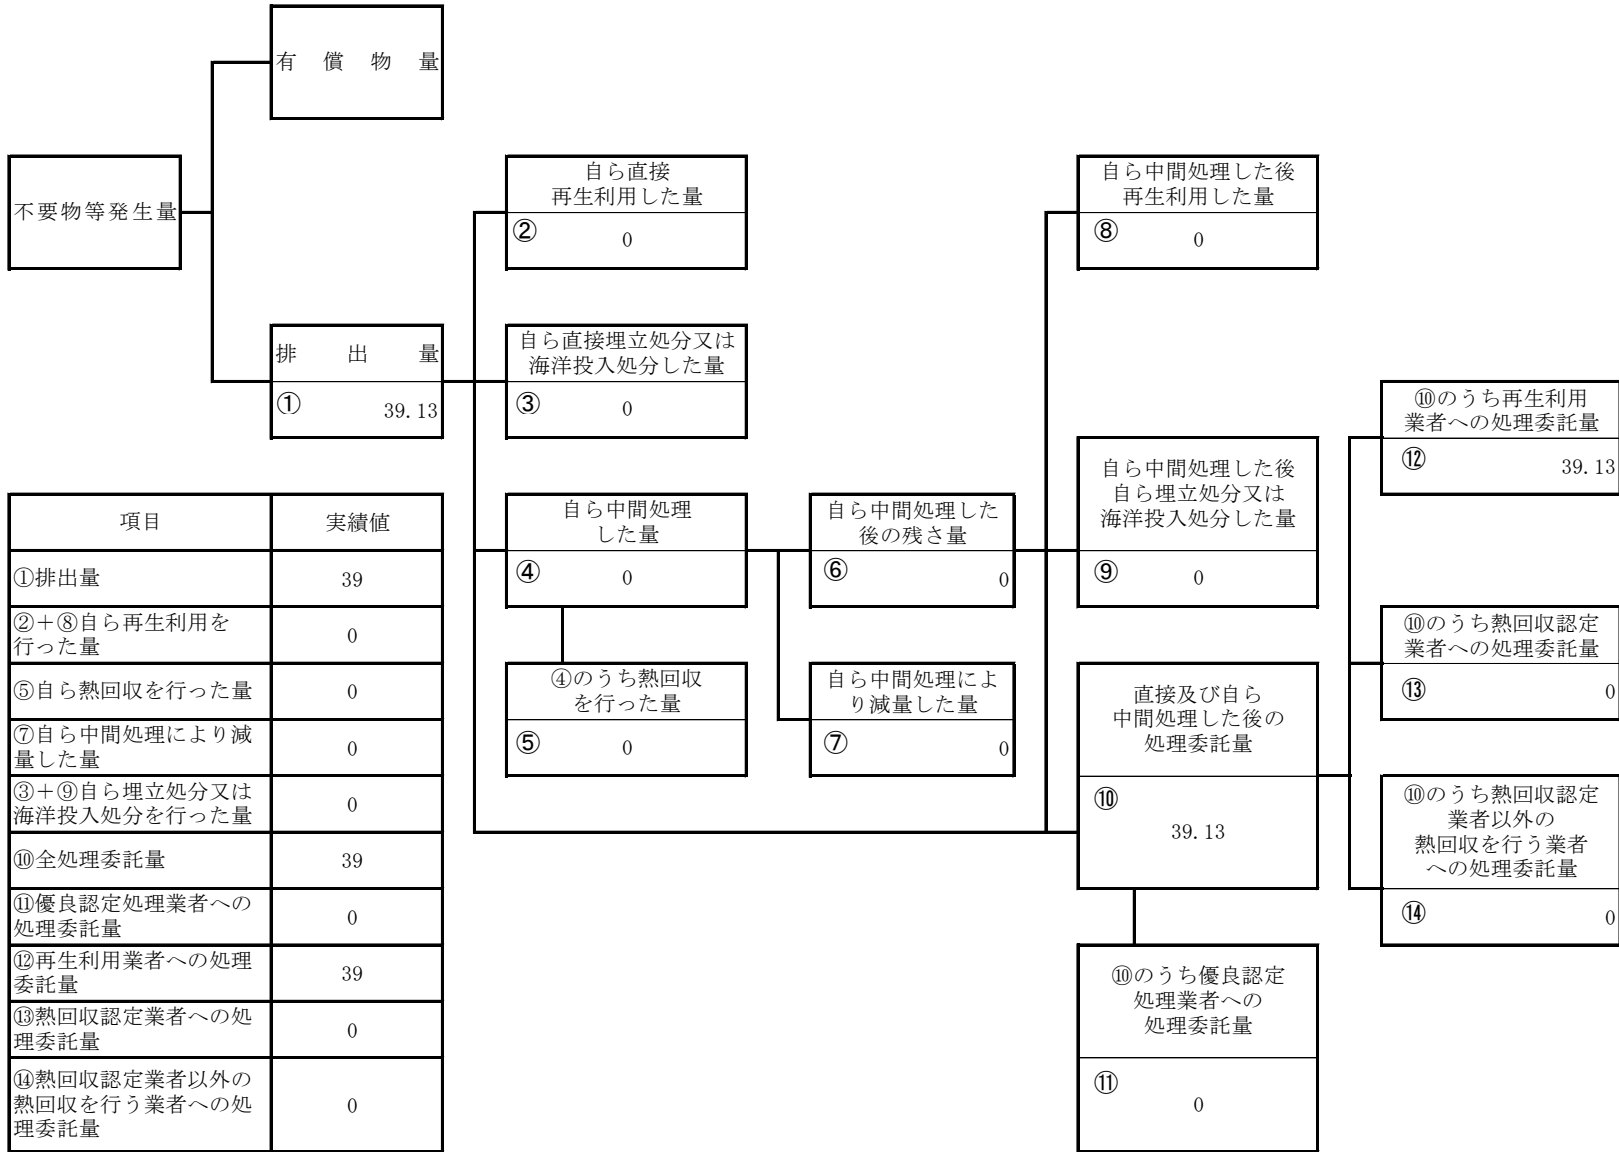 有償物量
不要物等発生量
排出量
① 39.13
自ら直接
再生利用した量
② 0
自ら直接埋立処分又は
海洋投入処分した量
③ 0
自ら中間処理
した量
④ 0
④のうち熱回収
を行った量
⑤ 0
自ら中間処理した
後の残さ量
⑥ 0
自ら中間処理によ
り減量した量
⑦ 0
自ら中間処理した後
再生利用した量
⑧ 0
自ら中間処理した後
自ら埋立処分又は
海洋投入処分した量
⑨ 0
直接及び自ら
中間処理した後の
処理委託量
⑩
39.13
⑩のうち優良認定
処理業者への
処理委託量
⑪
0
⑩のうち再生利用
業者への処理委託量
⑫ 39.13
⑩のうち熱回収認定
業者への処理委託量
⑬ 0
⑩のうち熱回収認定
業者以外の
熱回収を行う業者
への処理委託量
⑭ 0
項目 実績値
①排出量 39
②+⑧自ら再生利用を
行った量 0
⑤自ら熱回収を行った量 0
⑦自ら中間処理により減
量した量 0
③+⑨自ら埋立処分又は
海洋投入処分を行った量 0
⑩全処理委託量 39
⑪優良認定処理業者への
処理委託量 0
⑫再生利用業者への処理
委託量 39
⑬熱回収認定業者への処
理委託量 0
⑭熱回収認定業者以外の
熱回収を行う業者への処
理委託量 0